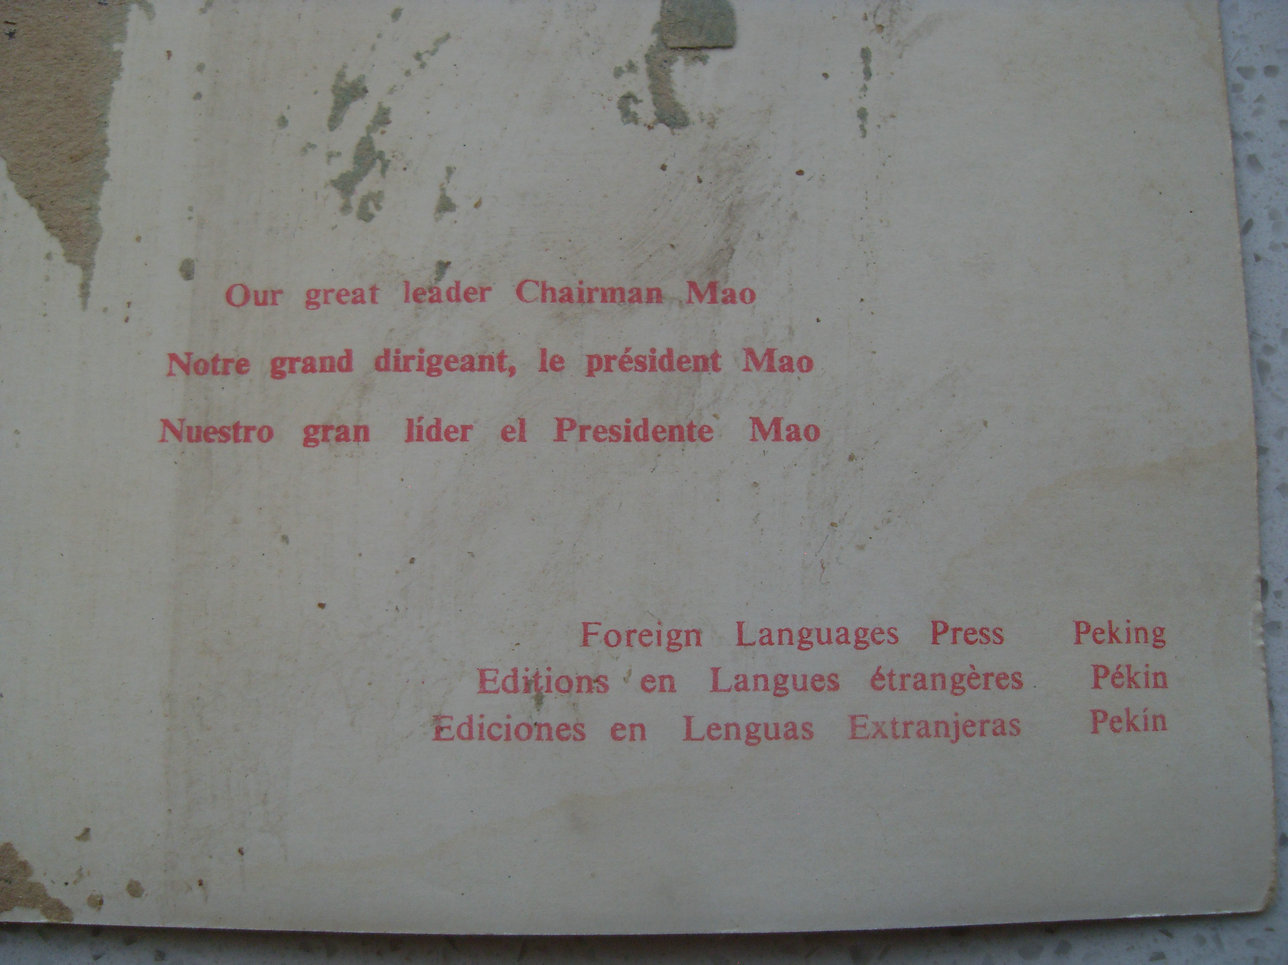 Our great leader Chairman Mao
Notre grand dirigeant, le président Mao
Nuestro gran líder el Presidente Mao
Foreign Languages Press Peking
Editions en Langues étrangères Pékin
Ediciones en Lenguas Extranjeras Pekín